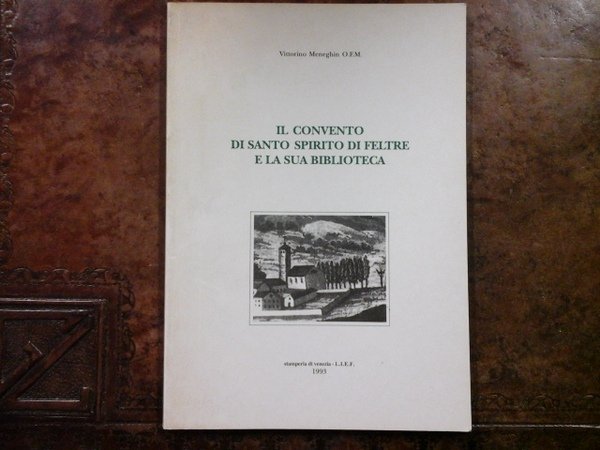 Vittorino Meneghin O.F.M.
IL CONVENTO
DI SANTO SPIRITO DI FELTRE
E LA SUA BIBLIOTECA
stamperia di venezia - L.I.E.F.
1993